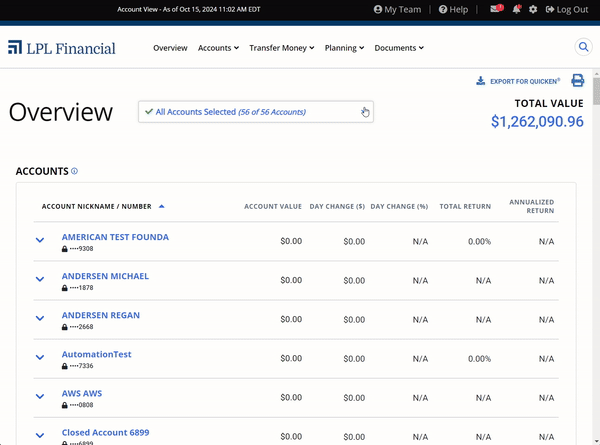 Account View - As of Oct 15, 2024 11:02 AM EDT
My Team
Help
Log Out
LPL Financial
Overview
Accounts
Transfer Money
Planning
Documents
EXPORT FOR QUICKEN®
Overview
All Accounts Selected (56 of 56 Accounts)
TOTAL VALUE
$1,262,090.96
ACCOUNTS
ACCOUNT NICKNAME / NUMBER ACCOUNT VALUE DAY CHANGE ($) DAY CHANGE (%) TOTAL RETURN ANNUALIZED RETURN
AMERICAN TEST FOUNDA $0.00 $0.00 N/A 0.00% N/A
••••9308
ANDERSEN MICHAEL $0.00 $0.00 N/A N/A N/A
••••1878
ANDERSEN REGAN $0.00 $0.00 N/A N/A N/A
••••2668
AutomationTest $0.00 $0.00 N/A 0.00% N/A
••••7336
AWS AWS $0.00 $0.00 N/A N/A N/A
••••0808
Closed Account 6899 $0.00 $0.00 N/A N/A N/A
••••6899